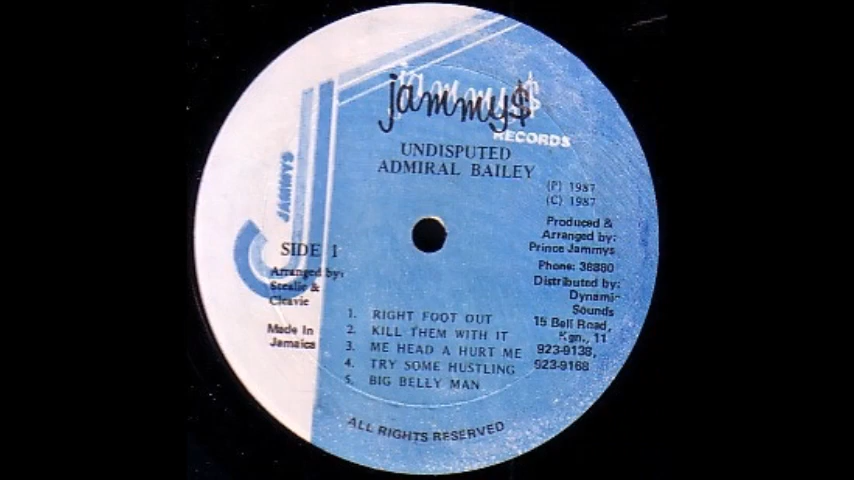 jammy$
RECORDS
UNDISPUTED
ADMIRAL BAILEY
(P) 1987
(C) 1987
Produced &
Arranged by:
Prince Jammys
Phone: 38880
Distributed by:
Dynamic
Sounds
15 Bell Road,
Kgn., 11
923-9138,
923-9168
JAMMYS
SIDE 1
Arranged by:
Steelie &
Cleavie
Made In
Jamaica
1. RIGHT FOOT OUT
2. KILL THEM WITH IT
3. ME HEAD A HURT ME
4. TRY SOME HUSTLING
5. BIG BELLY MAN
ALL RIGHTS RESERVED